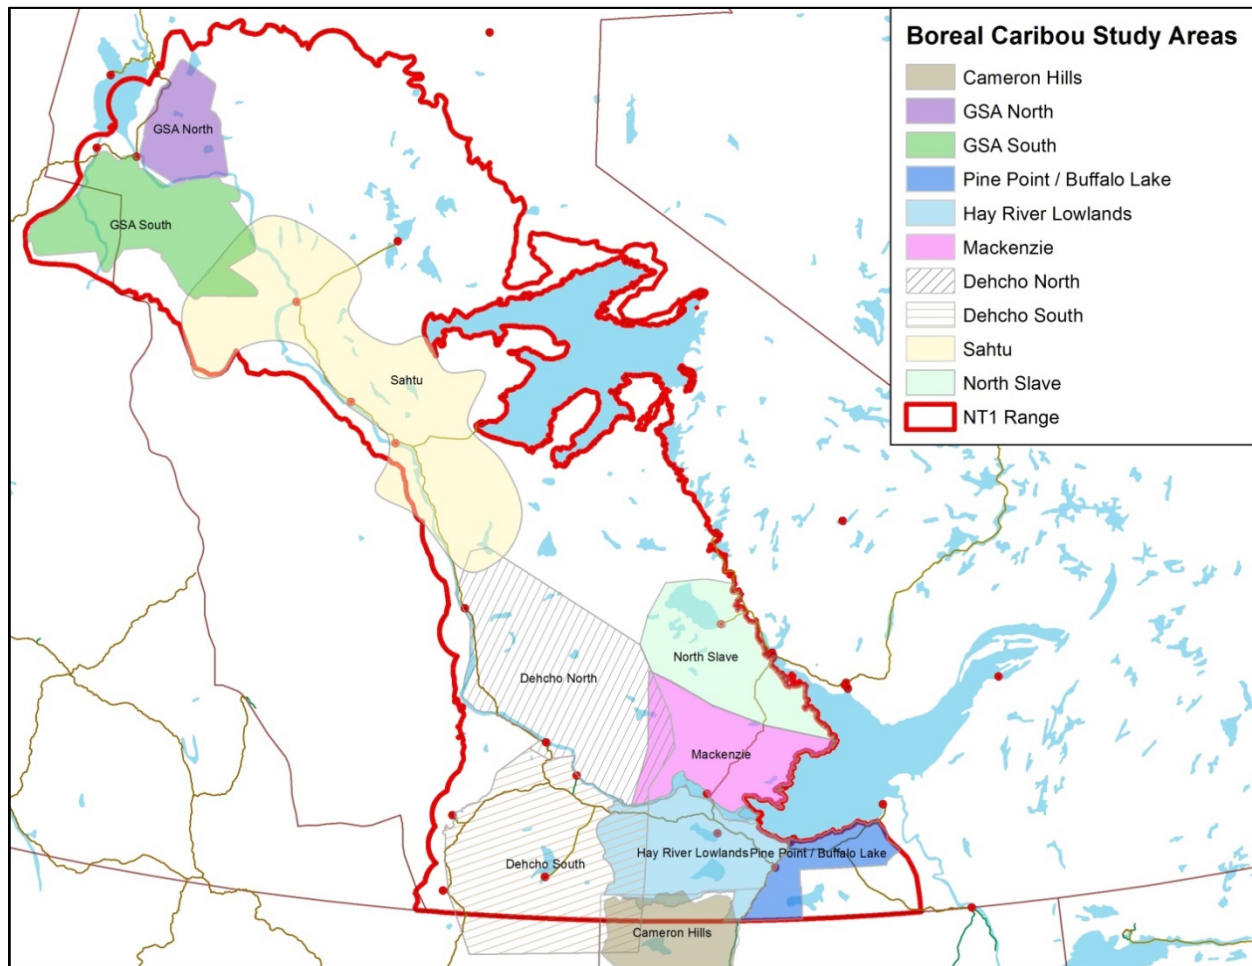 Boreal Caribou Study Areas
Cameron Hills
GSA North
GSA South
Pine Point / Buffalo Lake
Hay River Lowlands
Mackenzie
Dehcho North
Dehcho South
Sahtu
North Slave
NT1 Range
GSA North
GSA South
Sahtu
North Slave
Dehcho North
Mackenzie
Hay River Lowlands
Pine Point / Buffalo Lake
Dehcho South
Cameron Hills